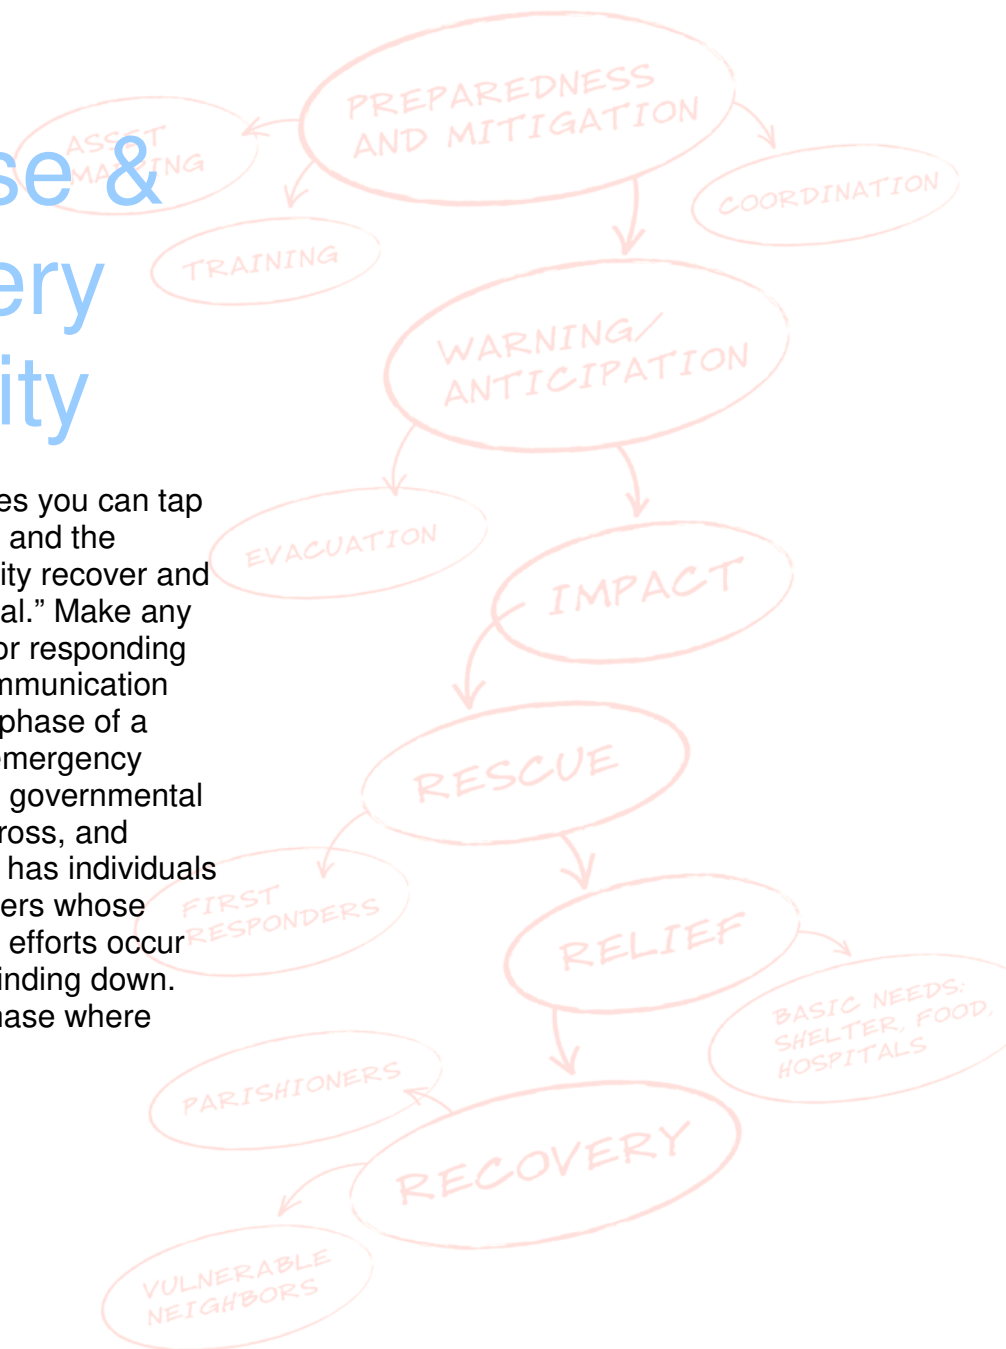 se &
ery
ity
es you can tap
and the
ity recover and
al.” Make any
or responding
mmunication
phase of a
emergency
governmental
ross, and
has individuals
ers whose
efforts occur
inding down.
hase where
PREPAREDNESS
AND MITIGATION
ASSET
MAPPING
TRAINING
COORDINATION
WARNING/
ANTICIPATION
EVACUATION
IMPACT
RESCUE
FIRST
RESPONDERS
RELIEF
BASIC NEEDS:
SHELTER, FOOD,
HOSPITALS
PARISHIONERS
RECOVERY
VULNERABLE
NEIGHBORS